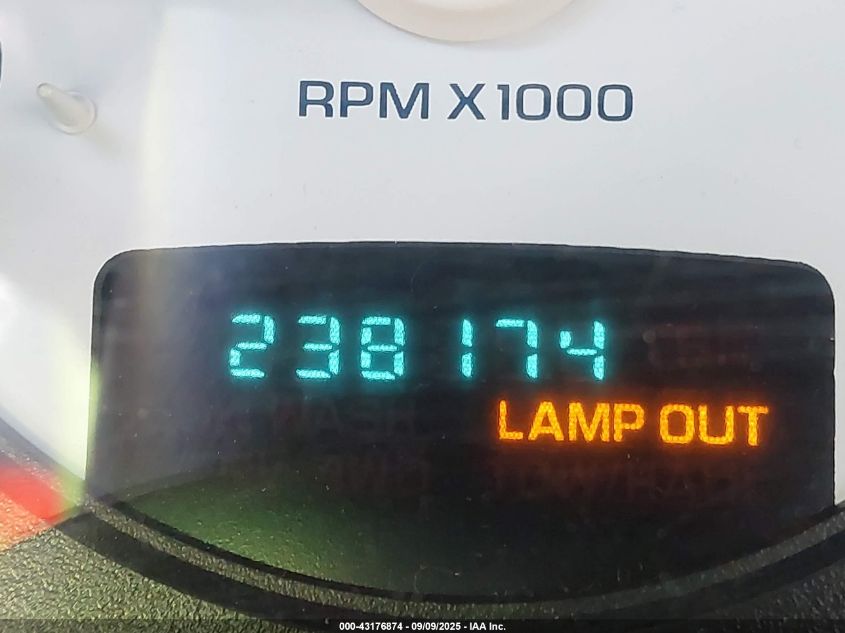 RPM X1000
238174
LAMP OUT
000-43176874 - 09/09/2025 - IAA Inc.